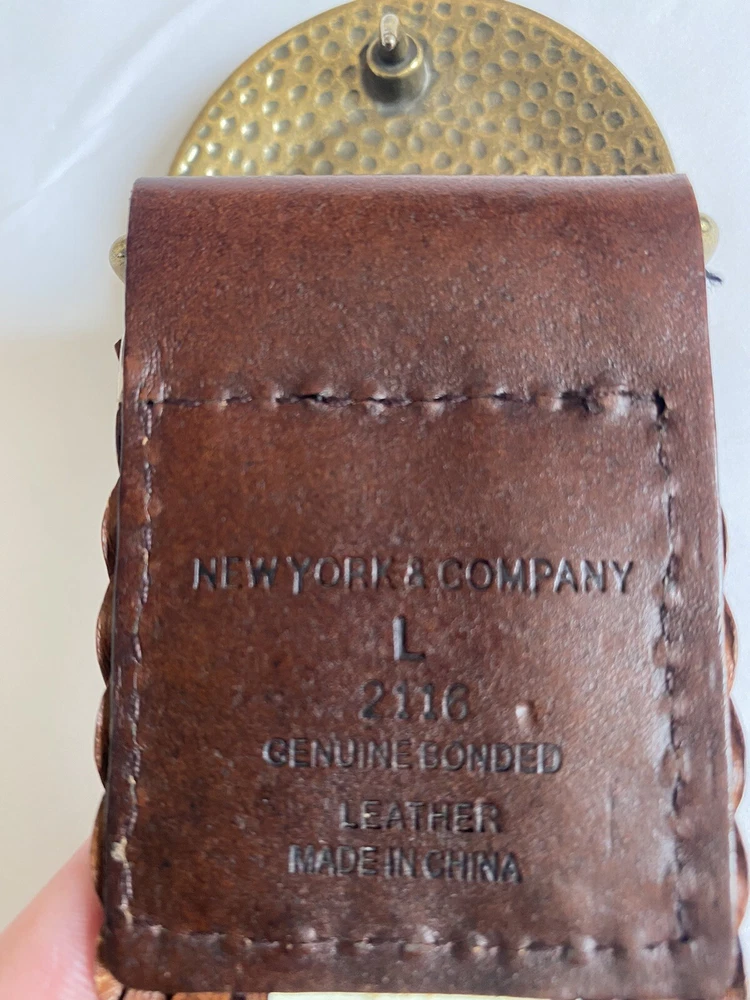 NEW YORK & COMPANY
L
2116
GENUINE BONDED
LEATHER
MADE IN CHINA